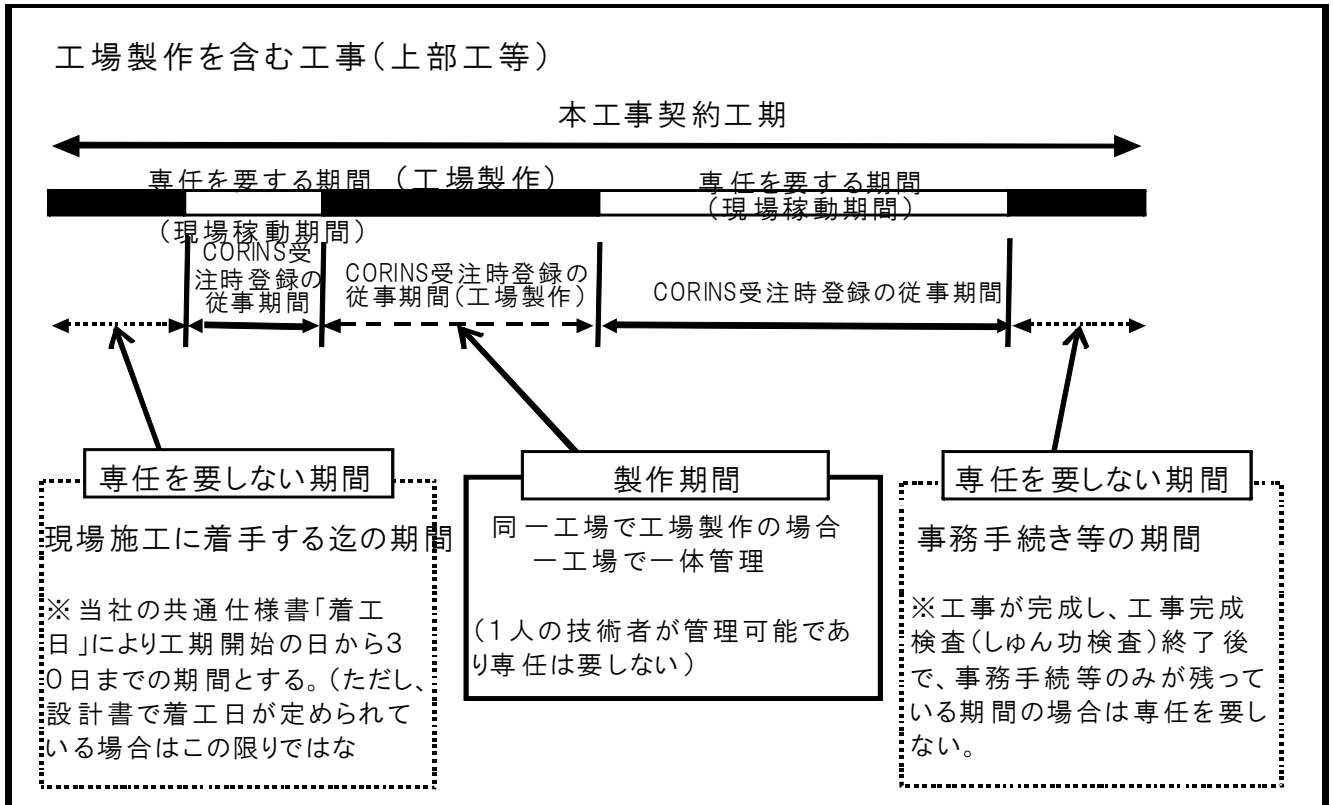 工場製作を含む工事(上部工等)
本工事契約工期
専任を要する期間
(工場製作)
専任を要する期間
(現場稼動期間)
(現場稼動期間)
CORINS受
注時登録の
従事期間
CORINS受注時登録の
従事期間(工場製作)
CORINS受注時登録の従事期間
専任を要しない期間
現場施工に着手する迄の期間
※当社の共通仕様書「着工
日」により工期開始の日から3
0日までの期間とする。(ただし、
設計書で着工日が定められて
いる場合はこの限りではな
製作期間
同一工場で工場製作の場合
一工場で一体管理
(1人の技術者が管理可能であ
り専任は要しない)
専任を要しない期間
事務手続き等の期間
※工事が完成し、工事完成
検査(しゅん功検査)終了後
で、事務手続等のみが残って
いる期間の場合は専任を要し
ない。